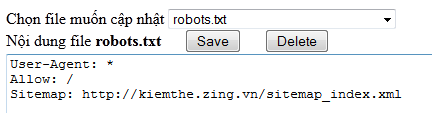 Chọn file muốn cập nhật robots.txt
Nội dung file robots.txt Save Delete
User-Agent: *
Allow: /
Sitemap: http://kiemthe.zing.vn/sitemap_index.xml